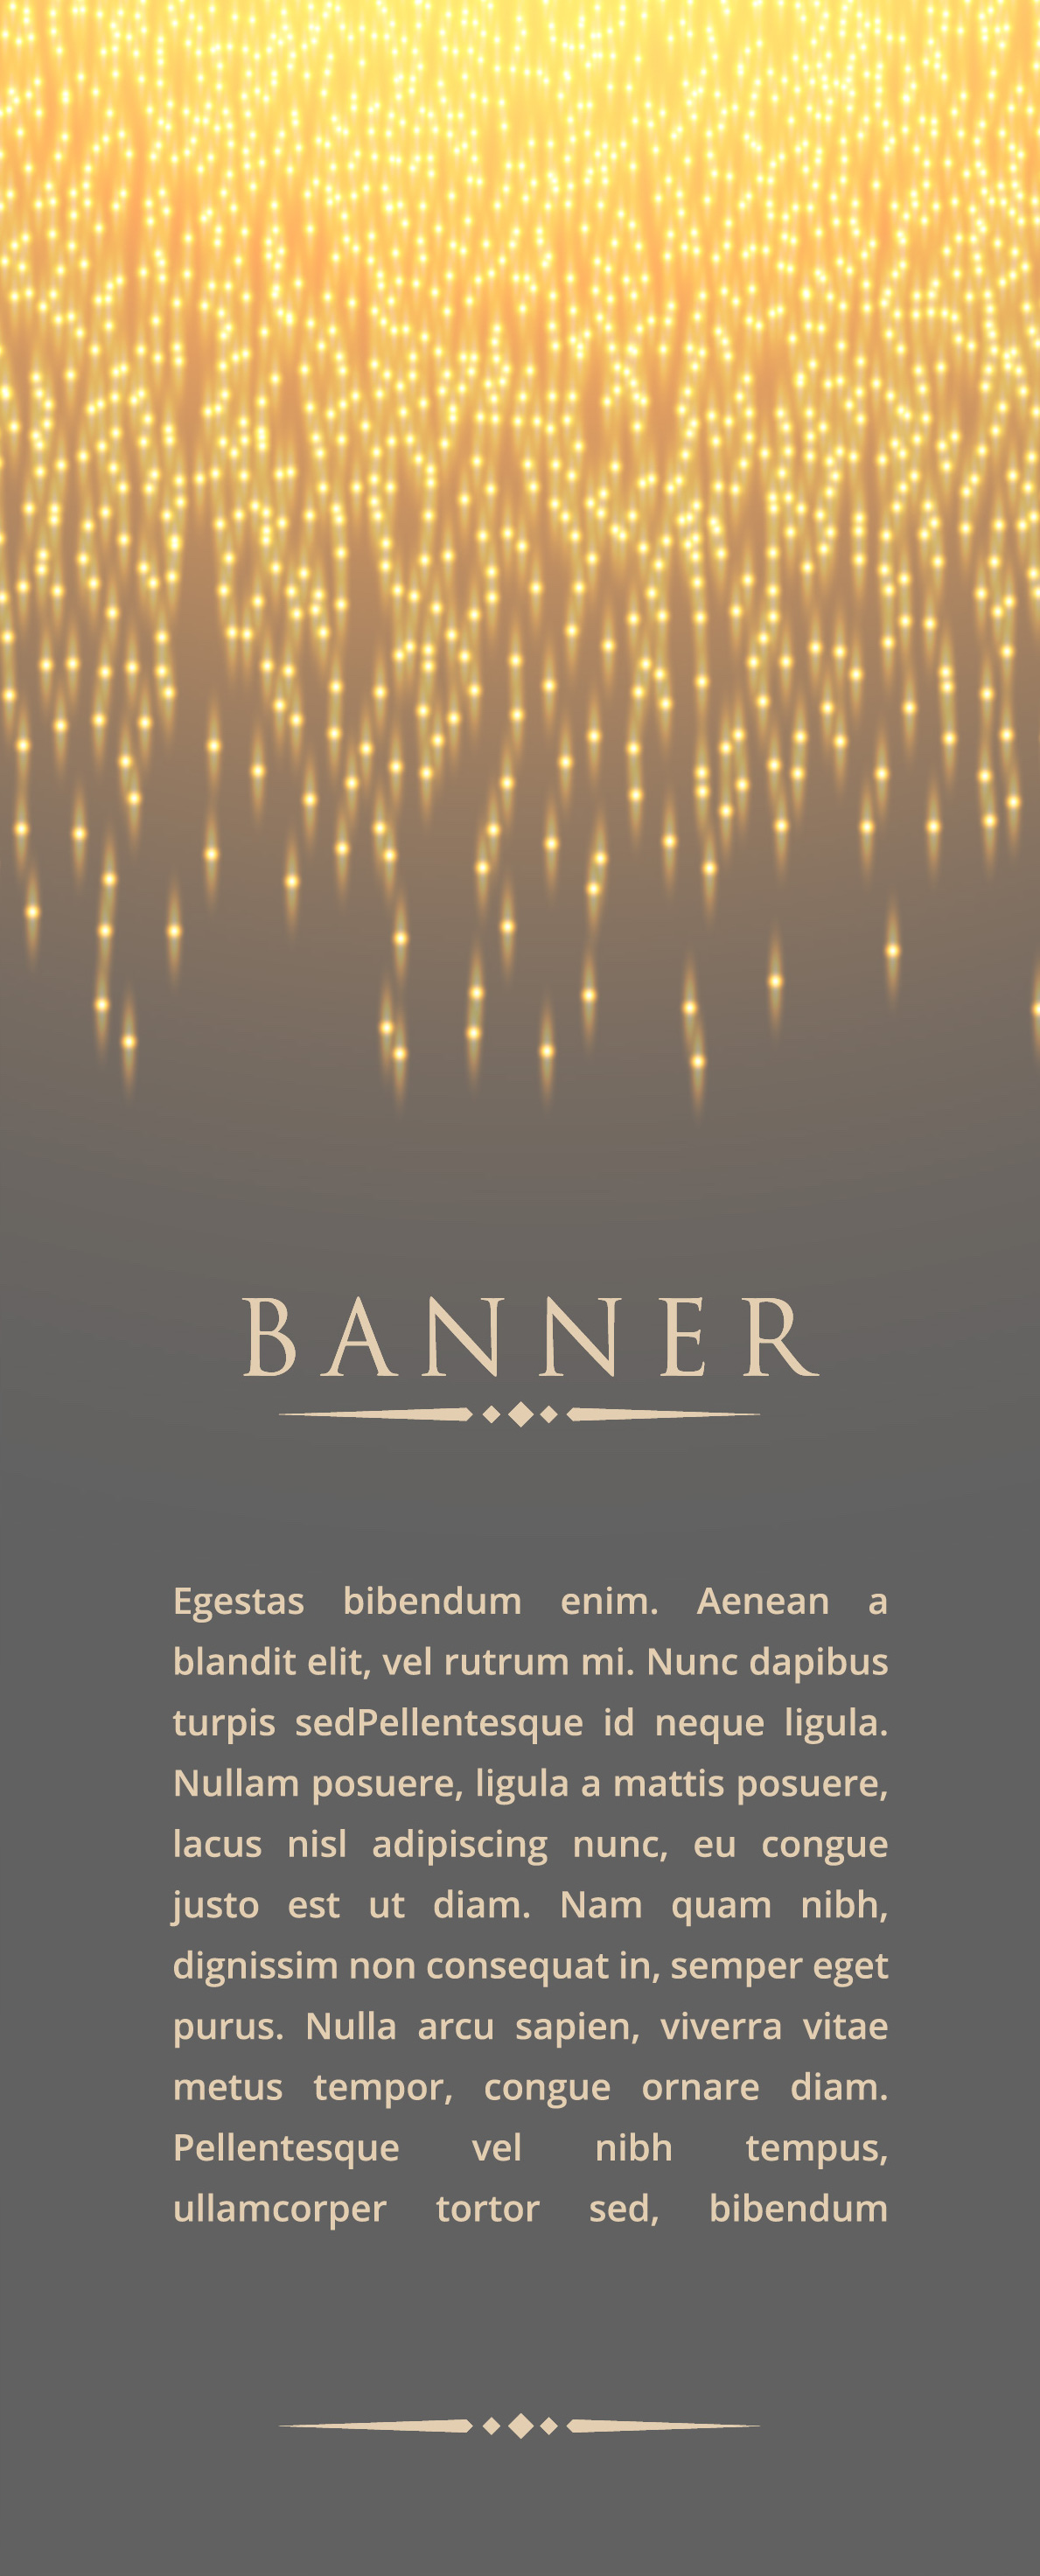 BANNER
Egestas bibendum enim. Aenean a
blandit elit, vel rutrum mi. Nunc dapibus
turpis sedPellentesque id neque ligula.
Nullam posuere, ligula a mattis posuere,
lacus nisl adipiscing nunc, eu congue
justo est ut diam. Nam quam nibh,
dignissim non consequat in, semper eget
purus. Nulla arcu sapien, viverra vitae
metus tempor, congue ornare diam.
Pellentesque vel nibh tempus,
ullamcorper tortor sed, bibendum